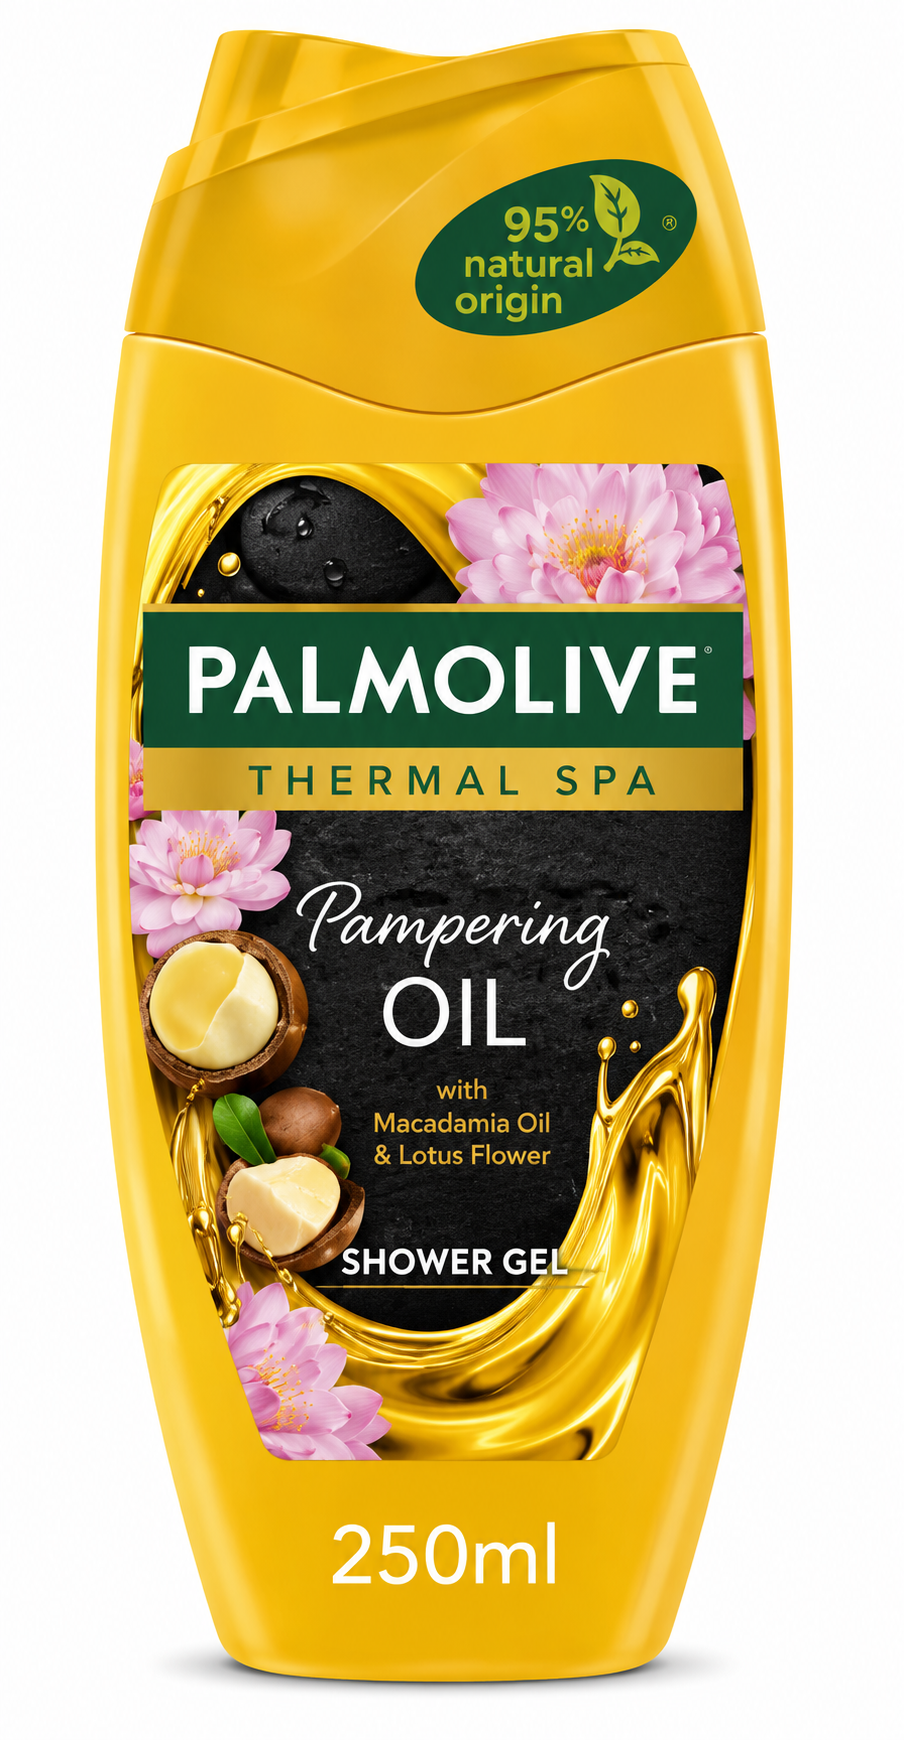 95%
natural ®
origin
PALMOLIVE®
THERMAL SPA
Pampering
OIL
with
Macadamia Oil
& Lotus Flower
SHOWER GEL
250ml